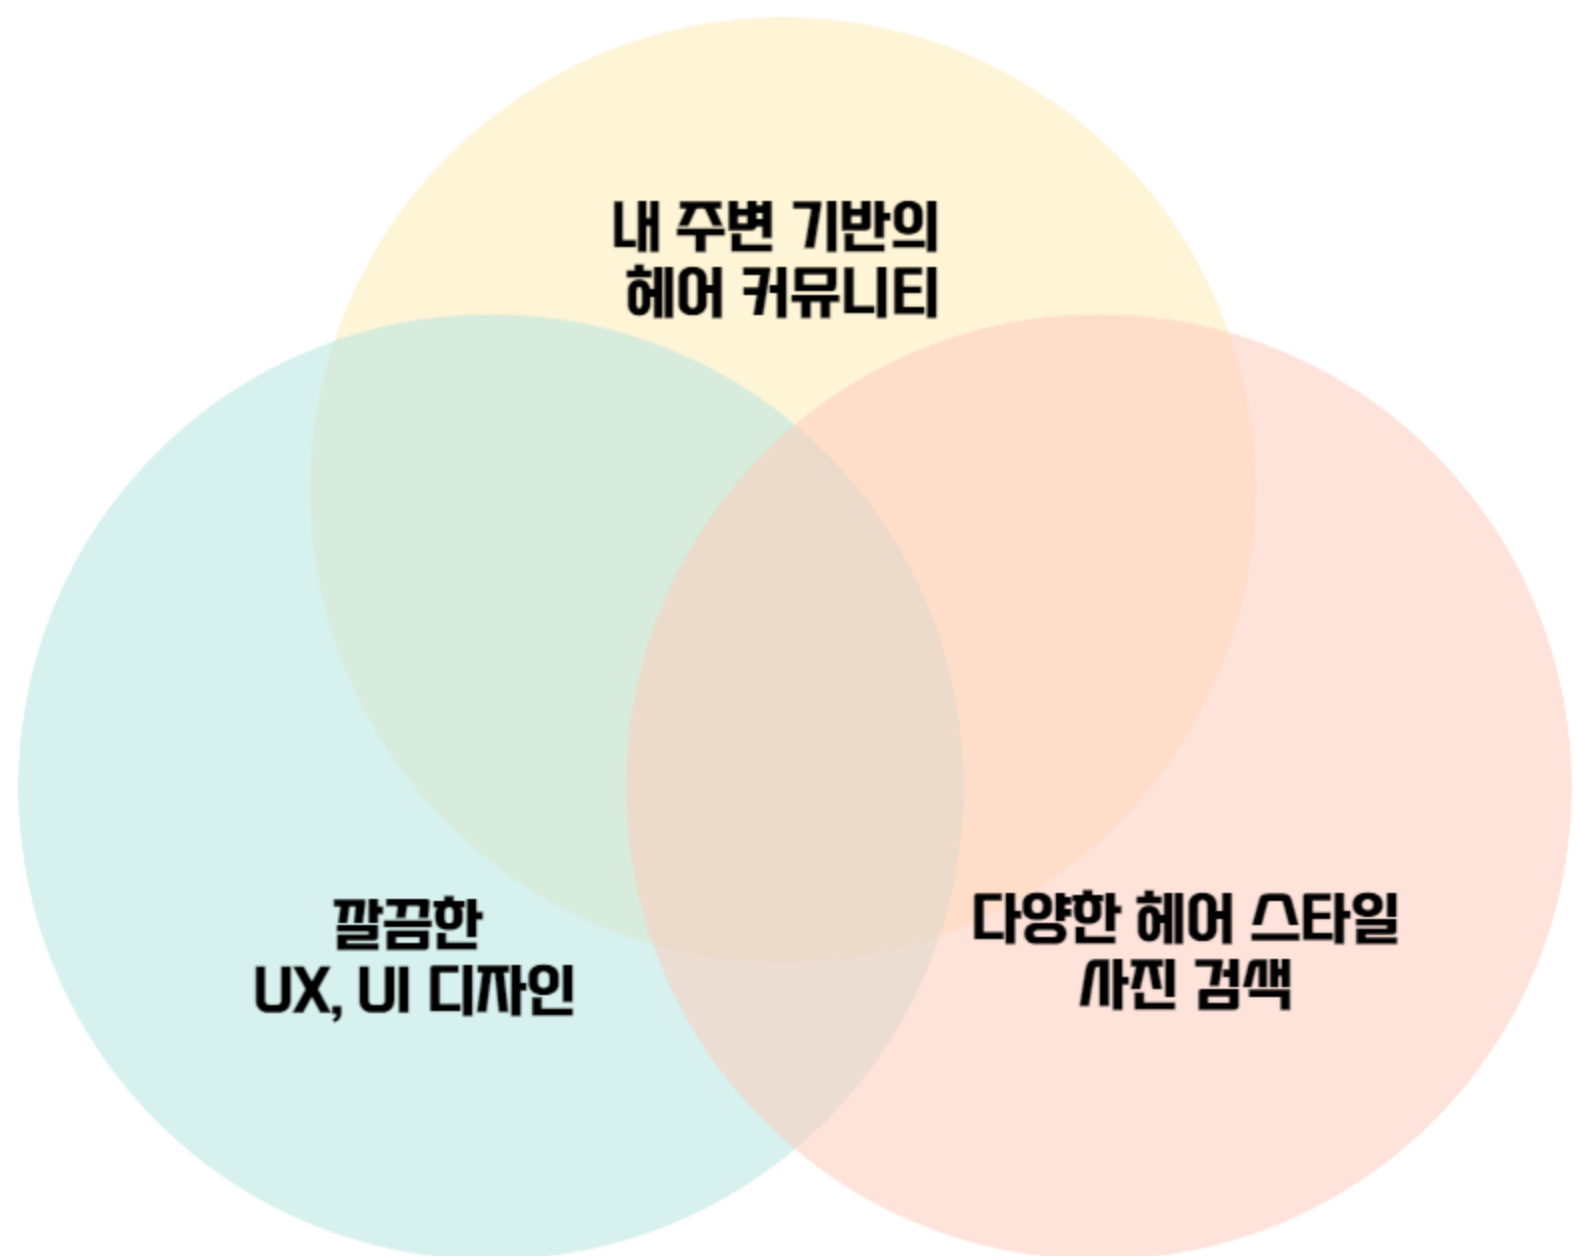 내 주변 기반의
헤어 커뮤니티
깔끔한
UX, UI 디자인
다양한 헤어 스타일
사진 검색